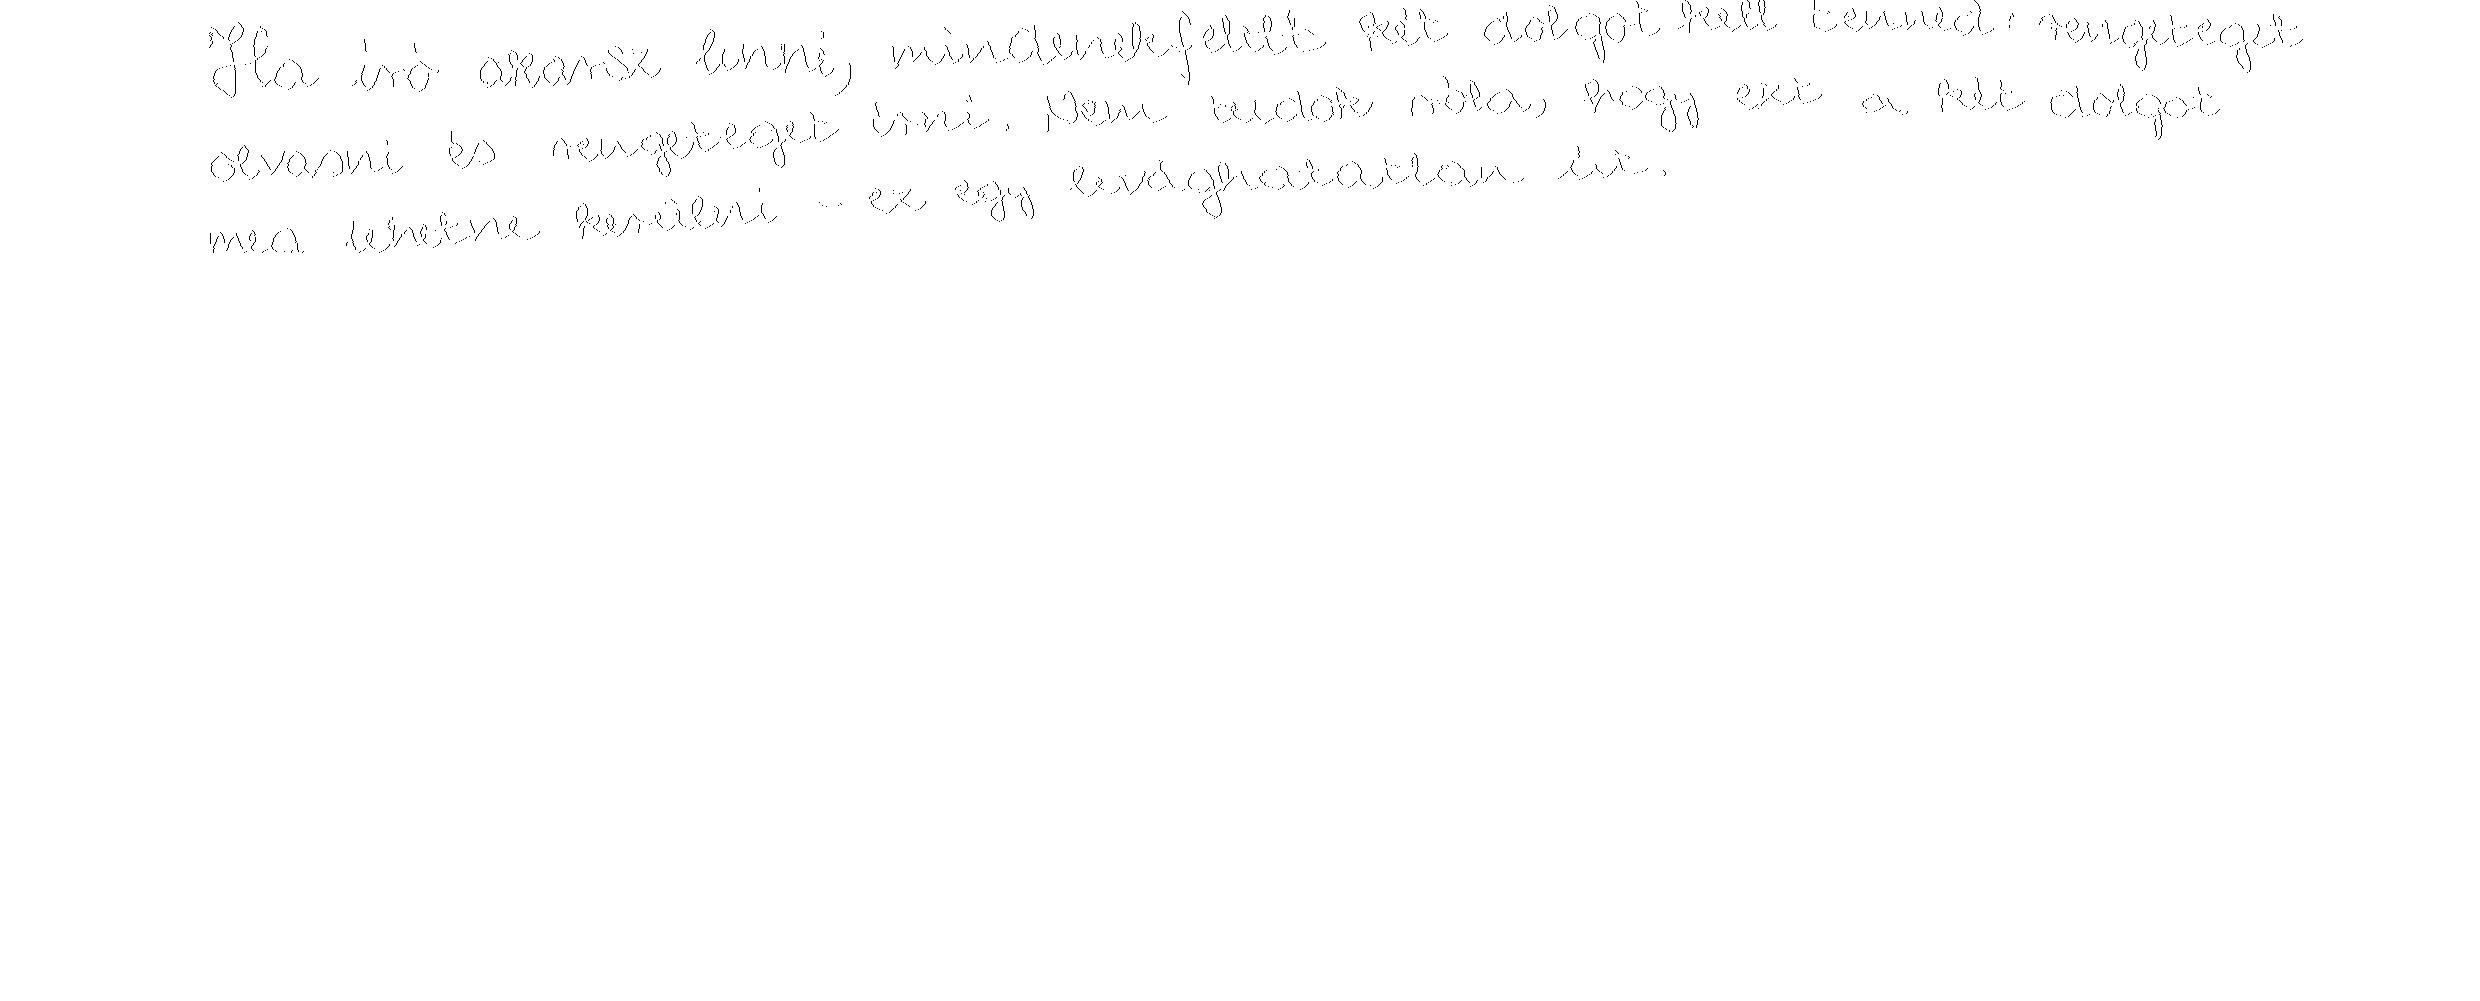 Ha író akarsz lenni, mindenekfelett két dolgot kell tenned: rengeteget
olvasni és rengeteget írni. Nem tudok róla, hogy ezt a két dolgot
meg lehetne kerülni - ez egy levághatatlan út.